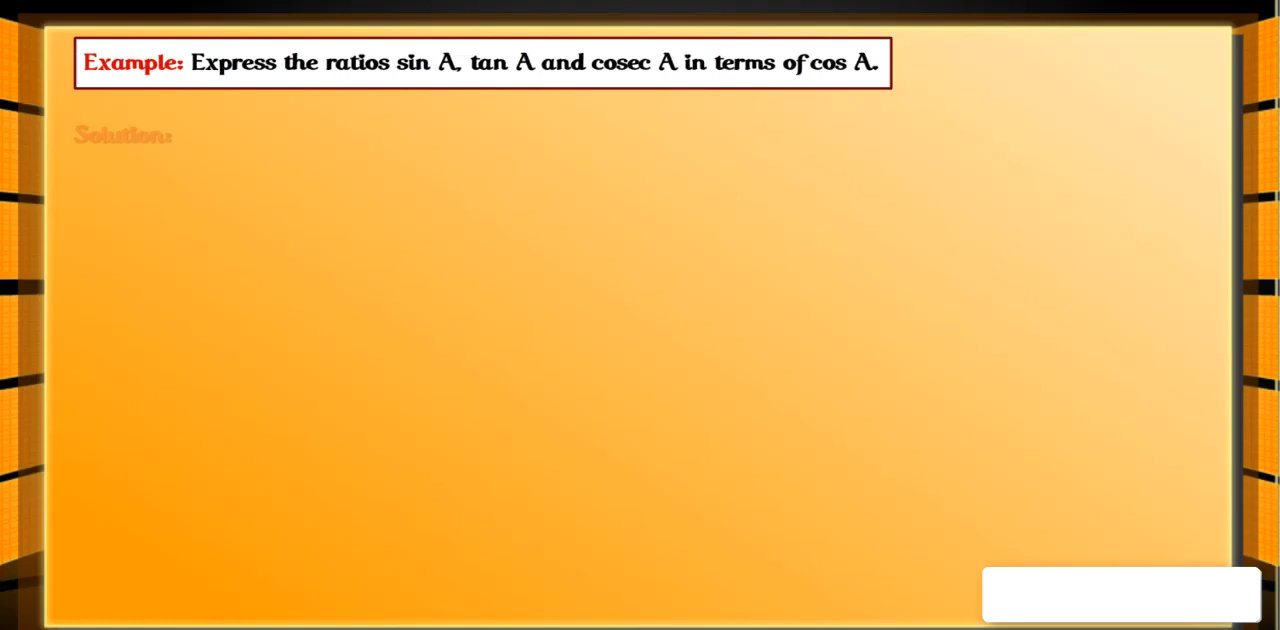 Example: Express the ratios sin A, tan A and cosec A in terms of cos A.
Solution: